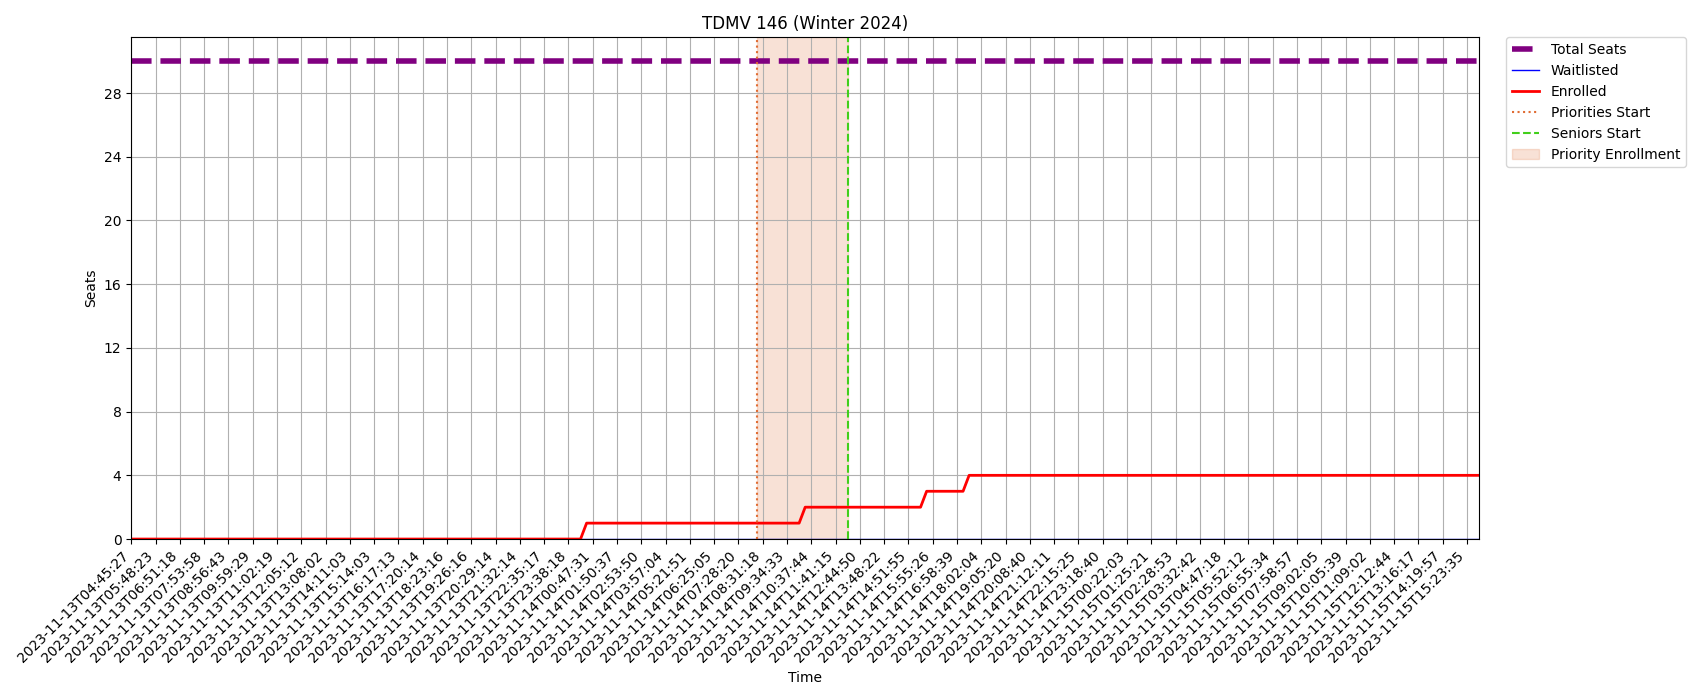 TDMV 146 (Winter 2024)
Total Seats
Waitlisted
Enrolled
Priorities Start
Seniors Start
Priority Enrollment
Seats
28
24
20
16
12
8
4
0
2023-11-13T04:45:27
2023-11-13T05:48:23
2023-11-13T06:51:18
2023-11-13T07:53:58
2023-11-13T08:56:43
2023-11-13T09:59:29
2023-11-13T11:02:19
2023-11-13T12:05:12
2023-11-13T13:08:02
2023-11-13T14:11:03
2023-11-13T15:14:03
2023-11-13T16:17:13
2023-11-13T17:20:14
2023-11-13T18:23:16
2023-11-13T19:26:16
2023-11-13T20:29:14
2023-11-13T21:32:14
2023-11-13T22:35:17
2023-11-13T23:38:18
2023-11-14T00:47:31
2023-11-14T01:50:37
2023-11-14T02:53:50
2023-11-14T03:57:04
2023-11-14T05:21:51
2023-11-14T06:25:05
2023-11-14T07:28:20
2023-11-14T08:31:18
2023-11-14T09:34:33
2023-11-14T10:37:44
2023-11-14T11:41:15
2023-11-14T12:44:50
2023-11-14T13:48:22
2023-11-14T14:51:55
2023-11-14T15:55:26
2023-11-14T16:58:39
2023-11-14T18:02:04
2023-11-14T19:05:20
2023-11-14T20:08:40
2023-11-14T21:12:11
2023-11-14T22:15:25
2023-11-14T23:18:40
2023-11-15T00:22:03
2023-11-15T01:25:21
2023-11-15T02:28:53
2023-11-15T03:32:42
2023-11-15T04:47:18
2023-11-15T05:52:12
2023-11-15T06:55:34
2023-11-15T07:58:57
2023-11-15T09:02:05
2023-11-15T10:05:39
2023-11-15T11:09:02
2023-11-15T12:12:44
2023-11-15T13:16:17
2023-11-15T14:19:57
2023-11-15T15:23:35
Time